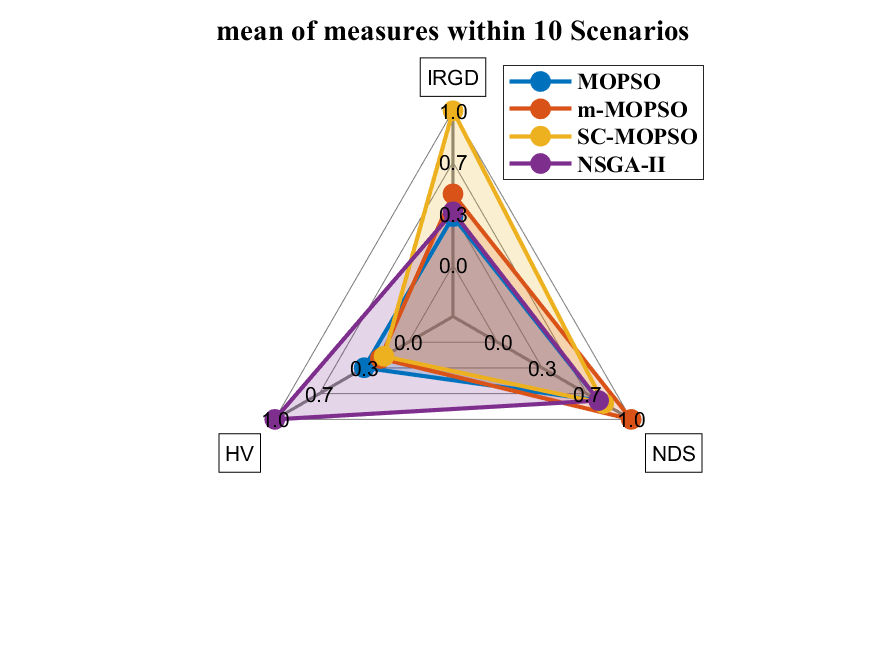 mean of measures within 10 Scenarios
IRGD
MOPSO
m-MOPSO
SC-MOPSO
NSGA-II
1.0
0.7
0.3
0.0
0.0
0.0
0.3
0.3
0.7
0.7
1.0
1.0
HV
NDS